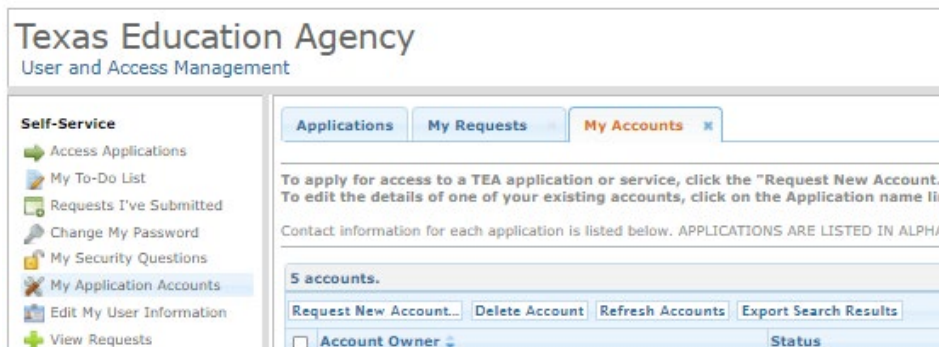 Texas Education Agency
User and Access Management
Self-Service
Access Applications
My To-Do List
Requests I've Submitted
Change My Password
My Security Questions
My Application Accounts
Edit My User Information
View Requests
Applications
My Requests
My Accounts
To apply for access to a TEA application or service, click the "Request New Account.
To edit the details of one of your existing accounts, click on the Application name
Contact information for each application is listed below. APPLICATIONS ARE LISTED IN
5 accounts.
Request New Account... Delete Account Refresh Accounts Export Search Results
Account Owner Status